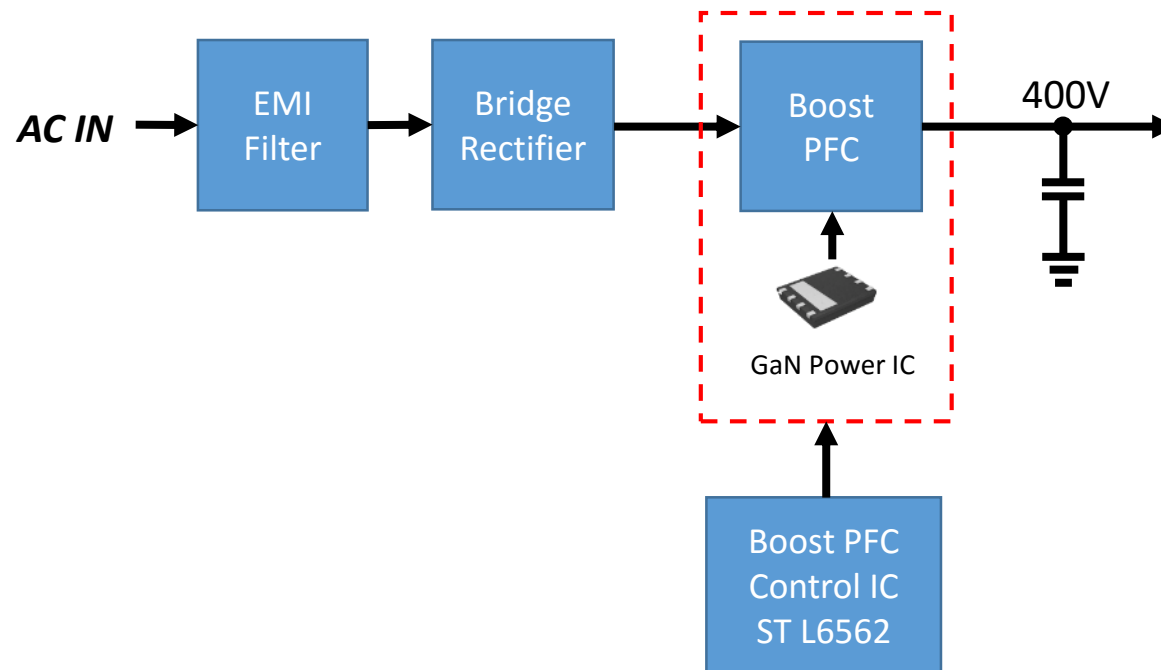 AC IN
EMI
Filter
Bridge
Rectifier
Boost
PFC
400V
GaN Power IC
Boost PFC
Control IC
ST L6562